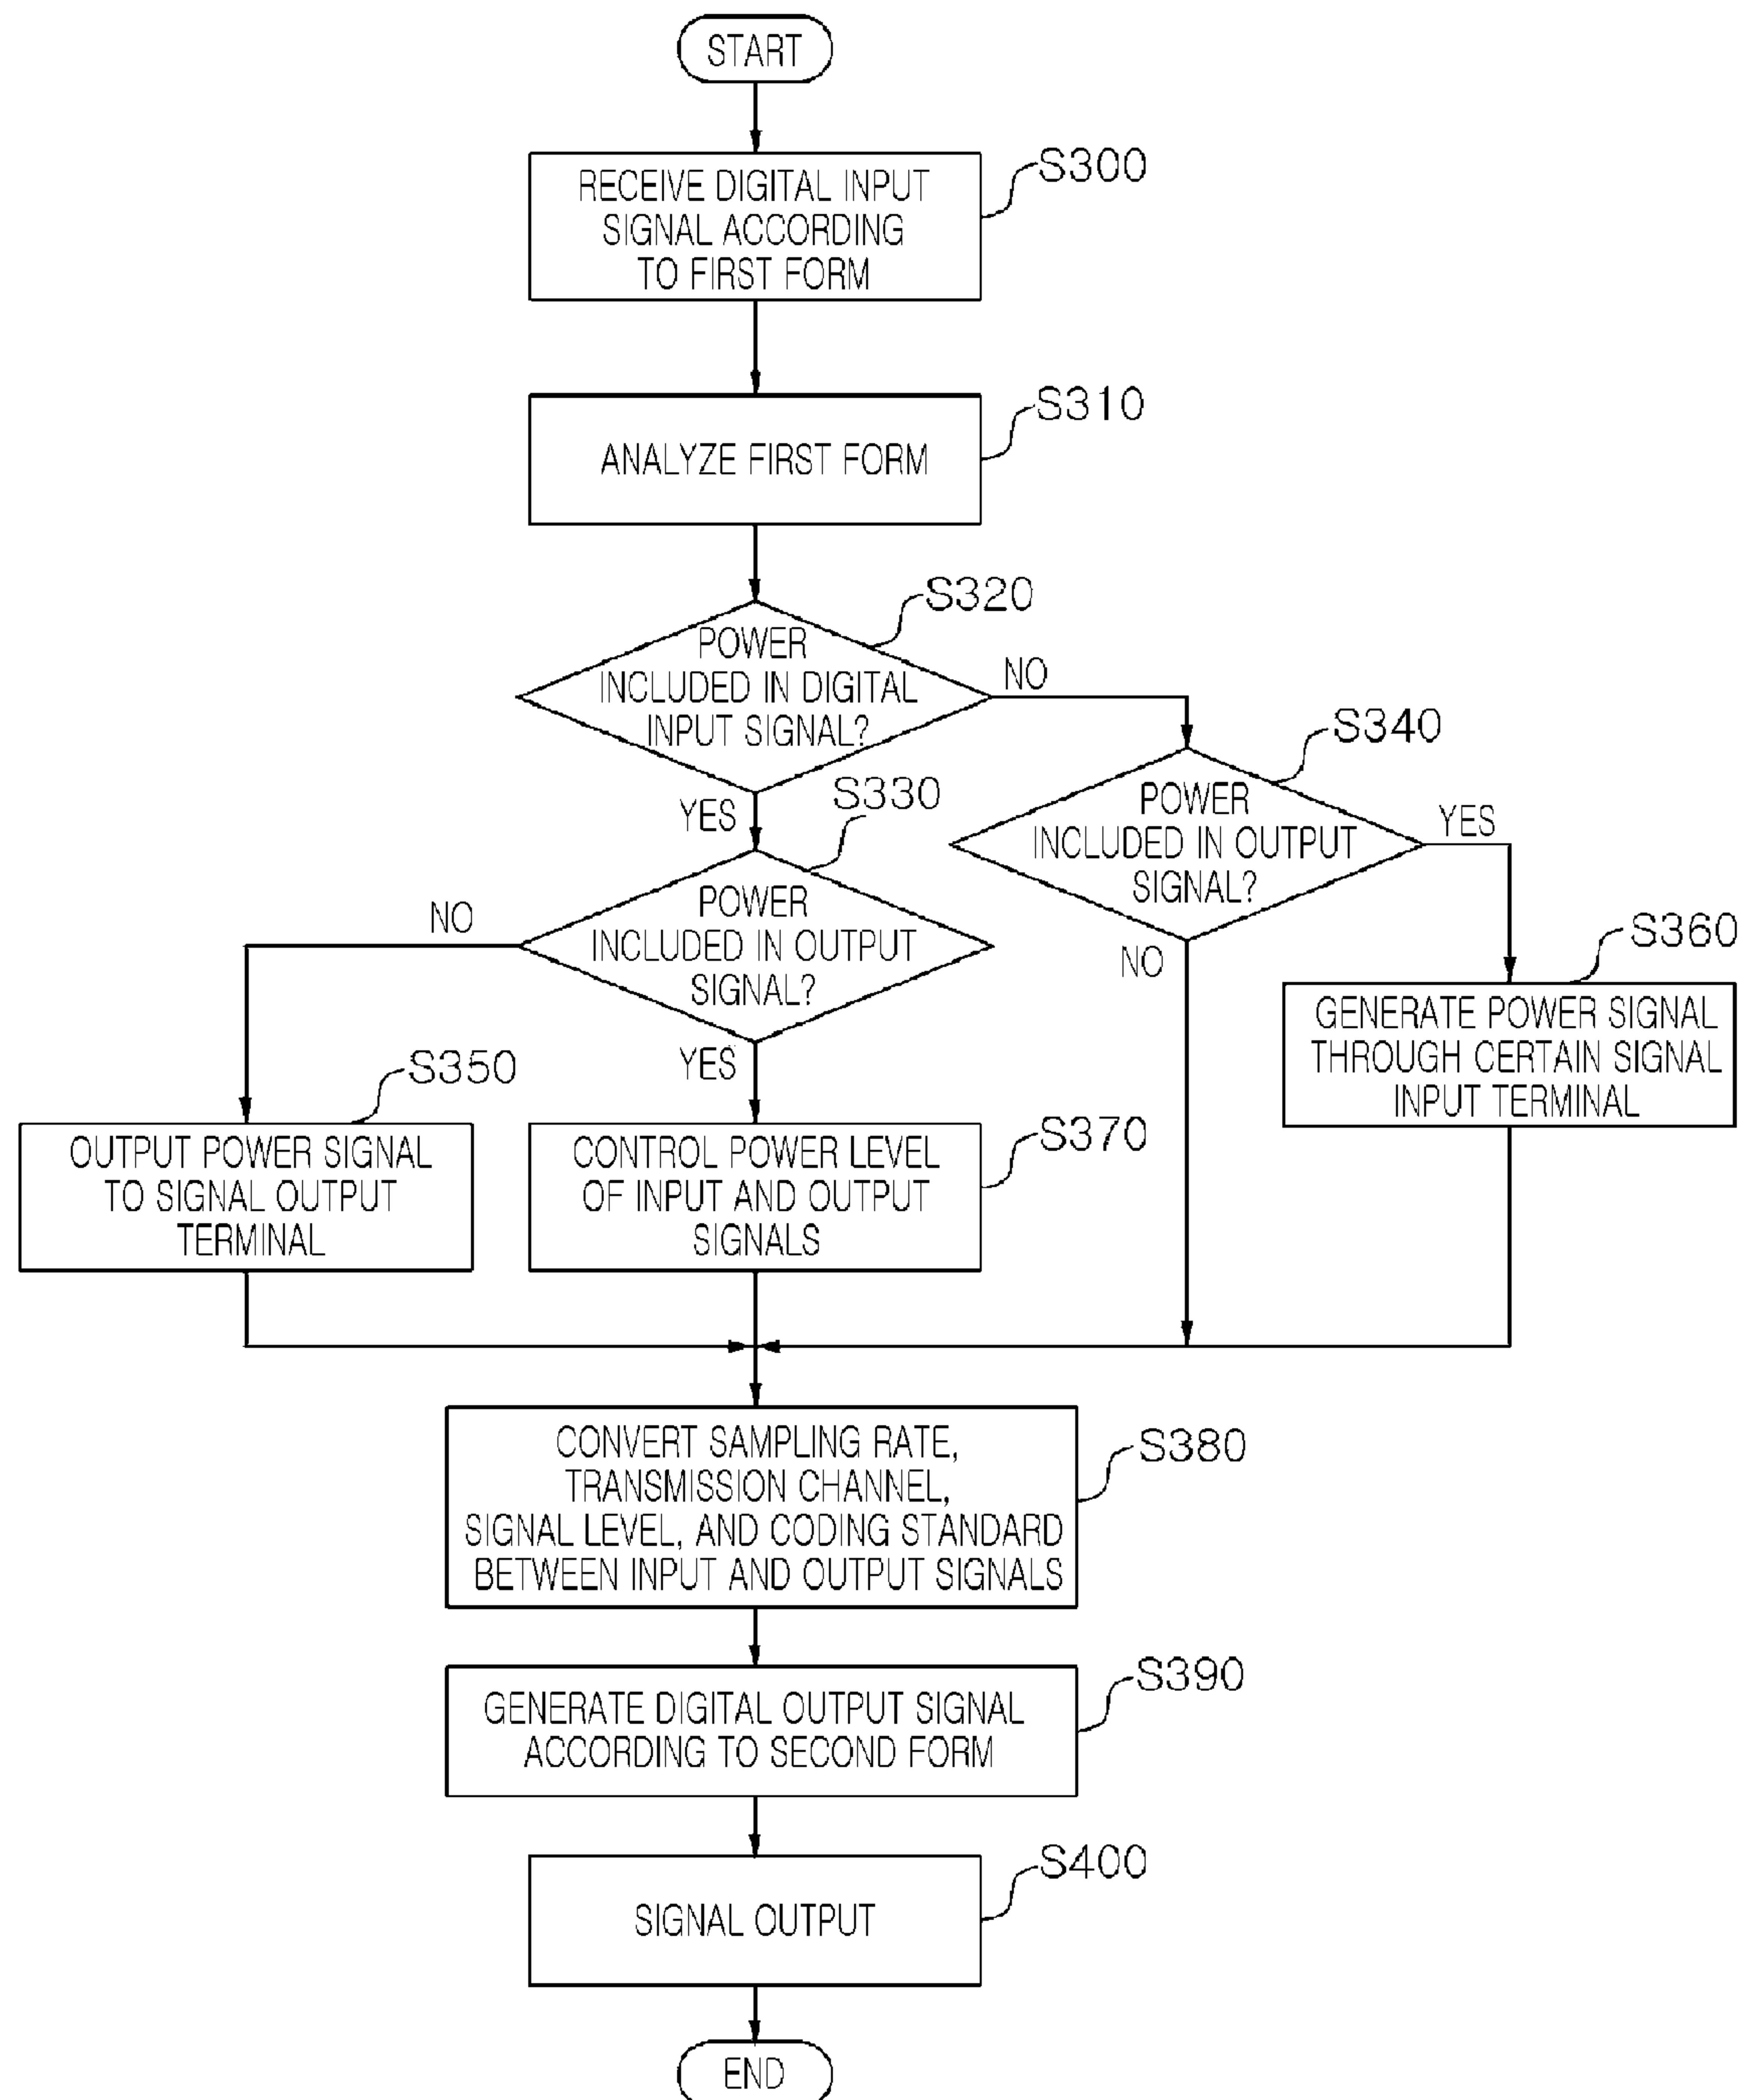 START
S300
RECEIVE DIGITAL INPUT
SIGNAL ACCORDING
TO FIRST FORM
S310
ANALYZE FIRST FORM
S320
POWER
INCLUDED IN DIGITAL
INPUT SIGNAL?
NO
YES
S340
POWER
INCLUDED IN OUTPUT
SIGNAL?
YES
NO
S330
POWER
INCLUDED IN OUTPUT
SIGNAL?
NO
YES
S360
GENERATE POWER SIGNAL
THROUGH CERTAIN SIGNAL
INPUT TERMINAL
S350
OUTPUT POWER SIGNAL
TO SIGNAL OUTPUT
TERMINAL
S370
CONTROL POWER LEVEL
OF INPUT AND OUTPUT
SIGNALS
S380
CONVERT SAMPLING RATE,
TRANSMISSION CHANNEL,
SIGNAL LEVEL, AND CODING STANDARD
BETWEEN INPUT AND OUTPUT SIGNALS
S390
GENERATE DIGITAL OUTPUT SIGNAL
ACCORDING TO SECOND FORM
S400
SIGNAL OUTPUT
END